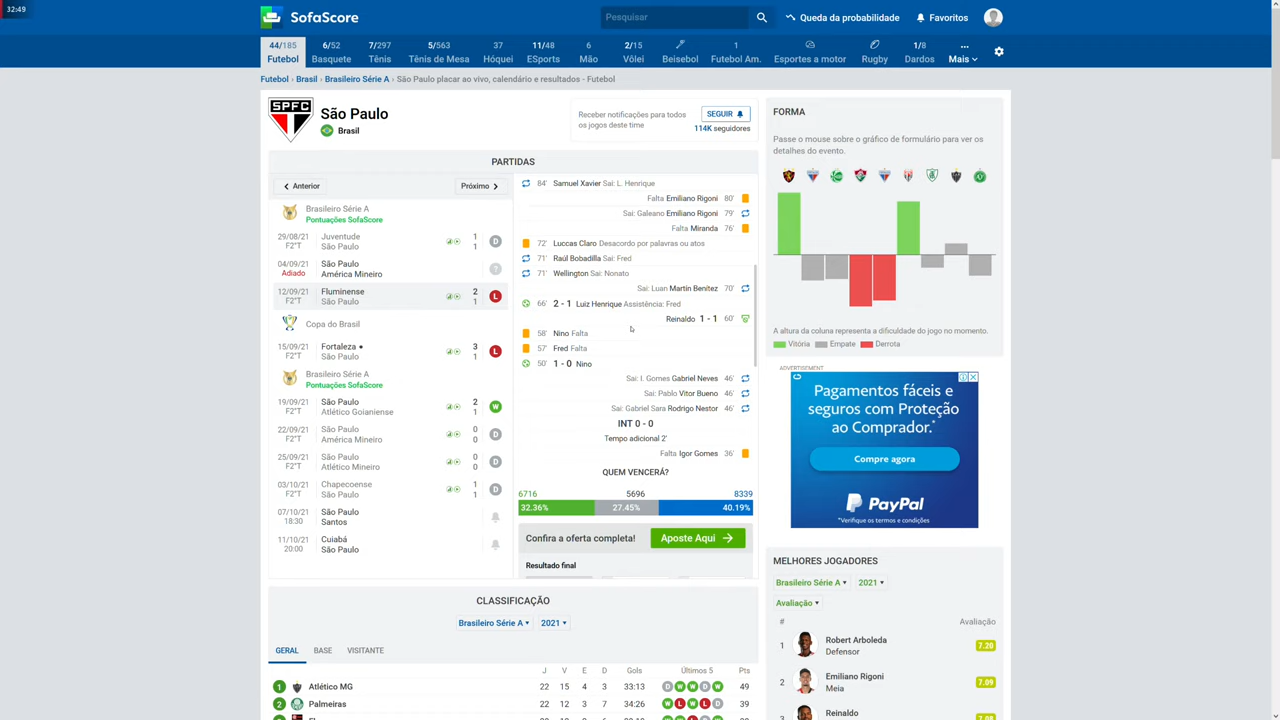 32:49
SofaScore
Pesquisar
Queda da probabilidade
Favoritos
44/185 6/52 7/297 5/563 37 11/48 6 2/15 1 1/8 ...
Futebol Basquete Tênis Tênis de Mesa Hóquei ESports Mão Vôlei Beisebol Futebol Am. Esportes a motor Rugby Dardos Mais
Futebol › Brasil › Brasileiro Série A › São Paulo placar ao vivo, calendário e resultados - Futebol
SPFC
São Paulo
Brasil
Receber notificações para todos
os jogos deste time
SEGUIR
114K seguidores
PARTIDAS
Anterior
Próximo
Brasileiro Série A
Pontuações SofaScore
29/08/21 Juventude 1
F2°T São Paulo 1 D
04/09/21 São Paulo
Adiado América Mineiro ?
12/09/21 Fluminense 2
F2°T São Paulo 1 L
Copa do Brasil
15/09/21 Fortaleza • 3
F2°T São Paulo 1 L
Brasileiro Série A
Pontuações SofaScore
19/09/21 São Paulo 2
F2°T Atlético Goianiense 1 W
22/09/21 São Paulo 0
F2°T América Mineiro 0 D
25/09/21 São Paulo 0
F2°T Atlético Mineiro 0 D
03/10/21 Chapecoense 1
F2°T São Paulo 1 D
07/10/21 São Paulo
18:30 Santos
11/10/21 Cuiabá
20:00 São Paulo
84' Samuel Xavier Sai: L. Henrique
Falta Emiliano Rigoni 80'
Sai: Galeano Emiliano Rigoni 79'
Falta Miranda 76'
72' Luccas Claro Desacordo por palavras ou atos
71' Raúl Bobadilla Sai: Fred
71' Wellington Sai: Nonato
Sai: Luan Martín Benítez 70'
66' 2 - 1 Luiz Henrique Assistência: Fred
Reinaldo 1 - 1 60'
58' Nino Falta
57' Fred Falta
50' 1 - 0 Nino
Sai: I. Gomes Gabriel Neves 46'
Sai: Pablo Vitor Bueno 46'
Sai: Gabriel Sara Rodrigo Nestor 46'
INT 0 - 0
Tempo adicional 2'
Falta Igor Gomes 36'
QUEM VENCERÁ?
6716 5696 8339
32.36% 27.45% 40.19%
Confira a oferta completa!
Aposte Aqui
Resultado final
FORMA
Passe o mouse sobre o gráfico de formulário para ver os
detalhes do evento.
A altura da coluna representa a dificuldade do jogo no momento.
Vitória Empate Derrota
ADVERTISEMENT
Pagamentos fáceis e
seguros com Proteção
ao Comprador.*
Compre agora
PayPal
*Verifique os termos e condições
MELHORES JOGADORES
Brasileiro Série A 2021
Avaliação
# Avaliação
1 Robert Arboleda 7.20
Defensor
2 Emiliano Rigoni 7.09
Meia
3 Reinaldo 7.08
CLASSIFICAÇÃO
Brasileiro Série A 2021
GERAL BASE VISITANTE
J V E D Gols Últimos 5 Pts
1 Atlético MG 22 15 4 3 33:13 D W W D W 49
2 Palmeiras 22 12 3 7 34:26 W L W L D 39